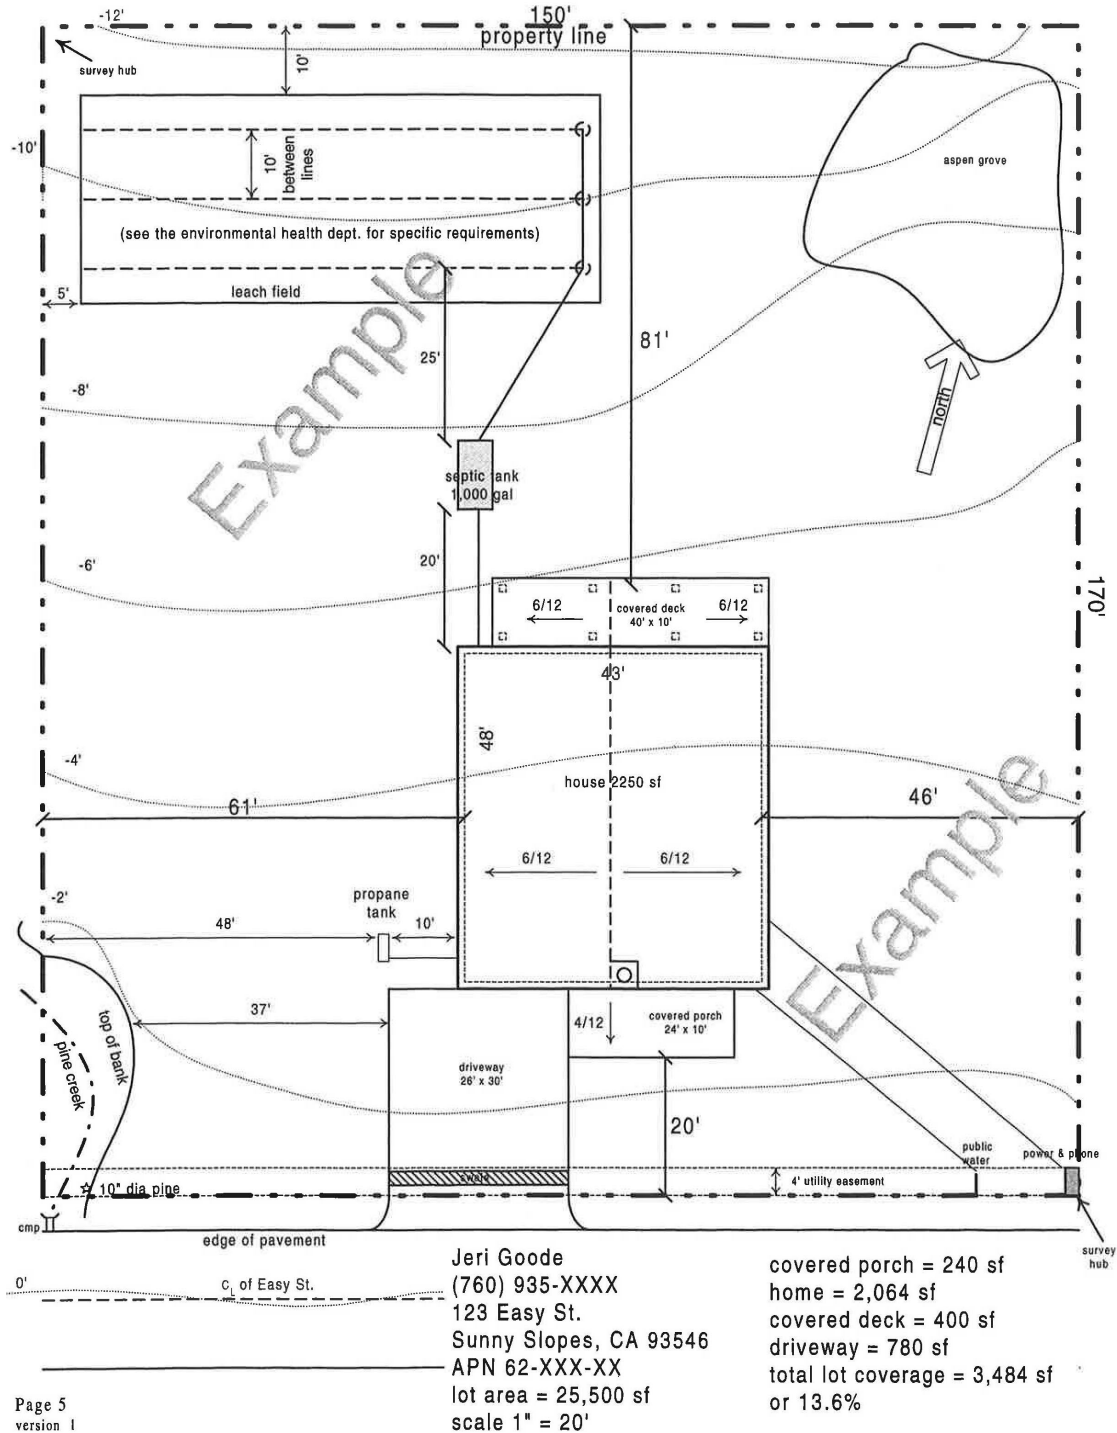 -12'
150'
property line
survey hub
10'
-10'
10'
between
lines
aspen grove
(see the environmental health dept. for specific requirements)
leach field
5'
Example
25'
81'
north
-8'
septic tank
1,000 gal
20'
-6'
6/12
covered deck
40' x 10'
6/12
170'
43'
48'
-4'
house 2250 sf
61'
46'
Example
6/12
6/12
-2'
propane
tank
48'
10'
37'
top of bank
pine creek
4/12
covered porch
24' x 10'
driveway
26' x 30'
20'
public
water
power & phone
10" dia pine
swale
4' utility easement
cmp
edge of pavement
survey
hub
0'
CL of Easy St.
Jeri Goode
(760) 935-XXXX
123 Easy St.
Sunny Slopes, CA 93546
APN 62-XXX-XX
lot area = 25,500 sf
scale 1" = 20'
covered porch = 240 sf
home = 2,064 sf
covered deck = 400 sf
driveway = 780 sf
total lot coverage = 3,484 sf
or 13.6%
Page 5
version 1